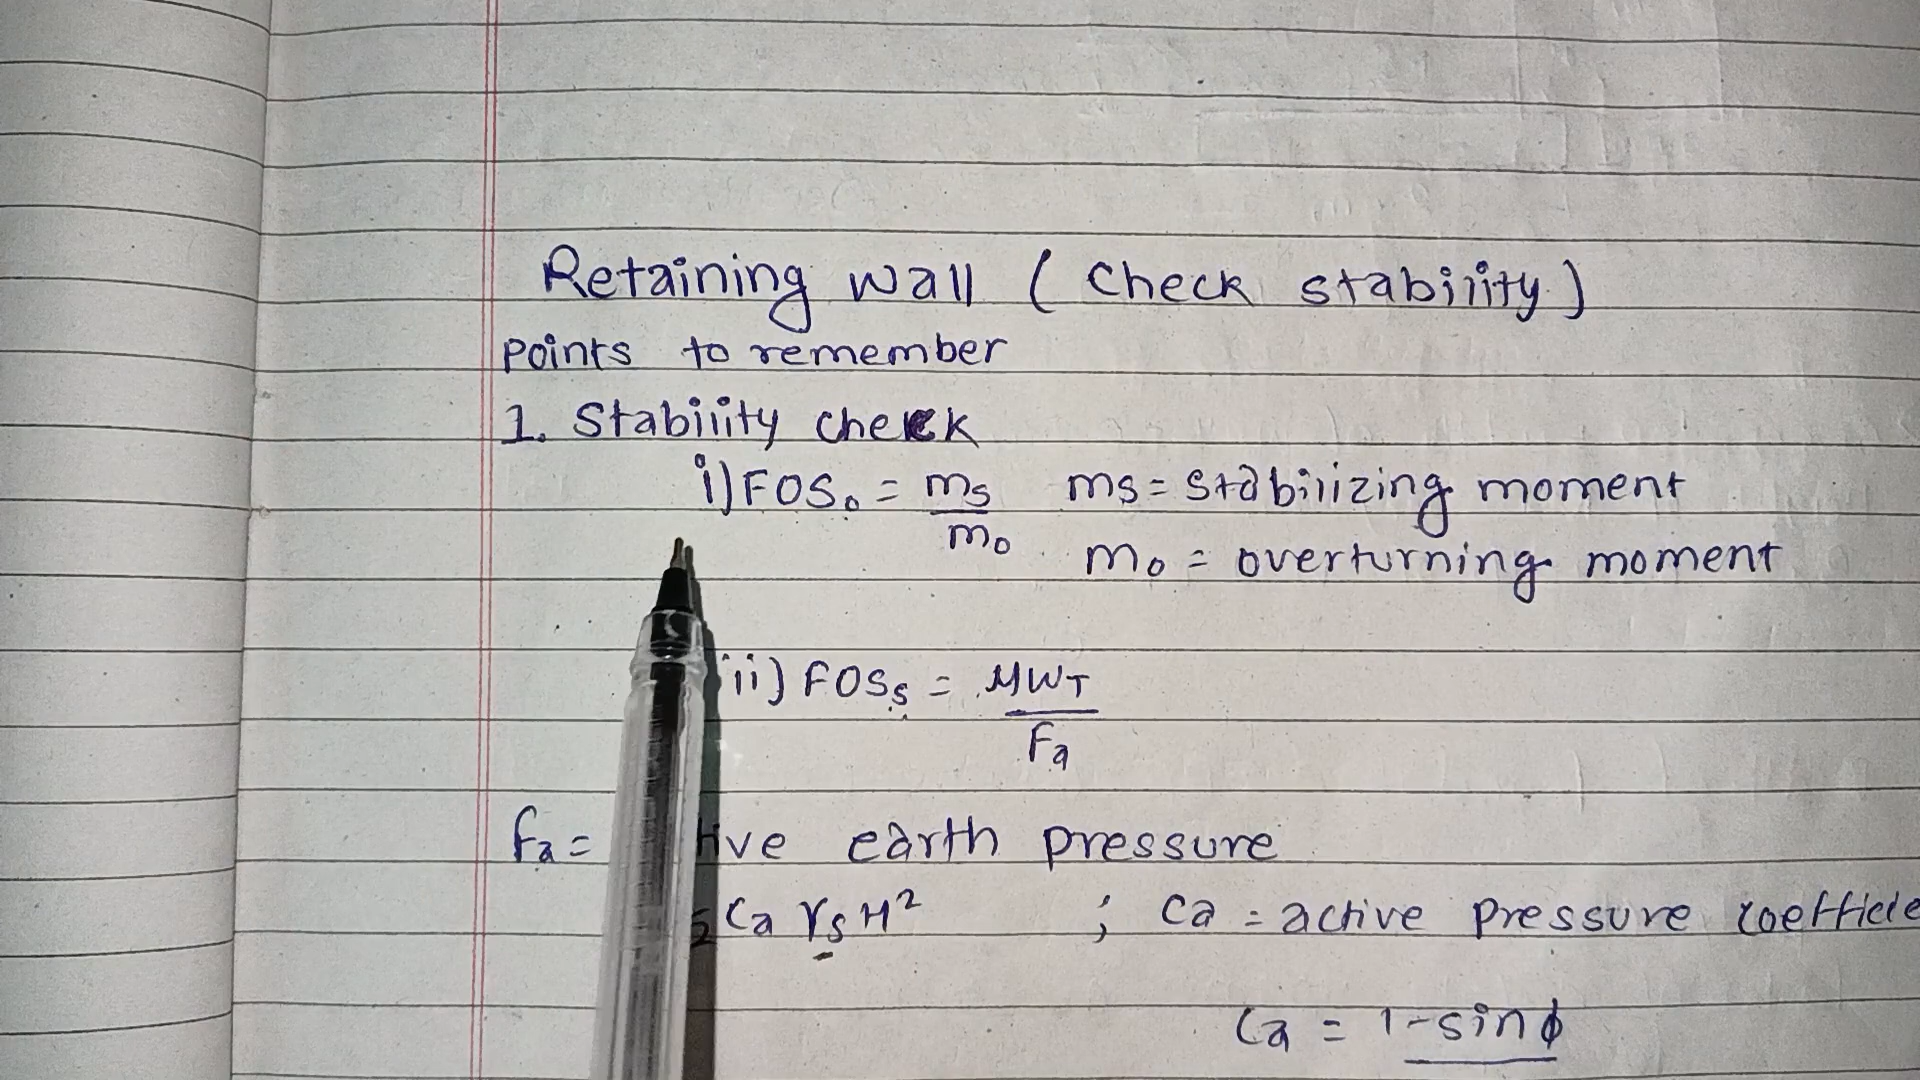 Retaining wall ( check stability )
points to remember
1. Stability check
i) FOS₀ = ms/m₀ ms = stabilizing moment
m₀ = overturning moment
ii) FOSₛ = μWT/Fa
fa = earth pressure
Ca γs H² ; Ca = active pressure
Ca = 1-sinϕ